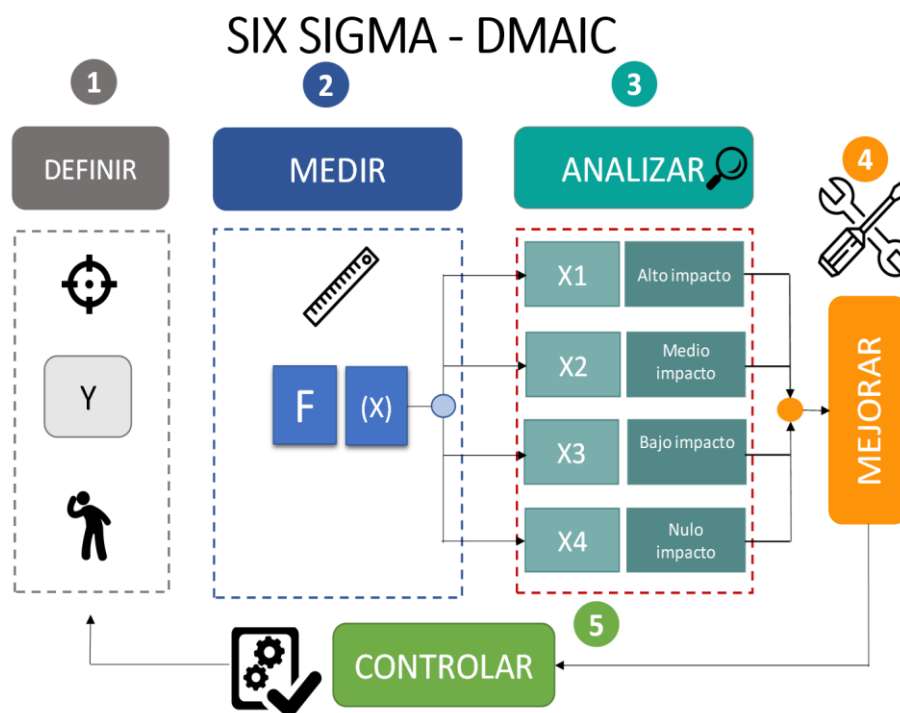 SIX SIGMA - DMAIC
1
2
3
DEFINIR
MEDIR
ANALIZAR
4
Y
F
(X)
X1
Alto impacto
X2
Medio
impacto
X3
Bajo impacto
X4
Nulo
impacto
MEJORAR
5
CONTROLAR